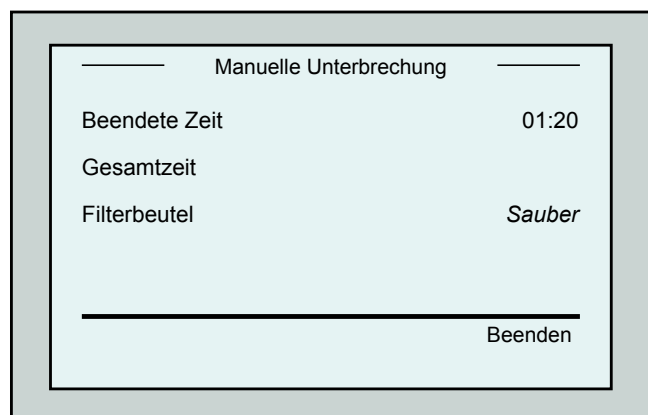 Manuelle Unterbrechung
Beendete Zeit 01:20
Gesamtzeit
Filterbeutel Sauber
Beenden